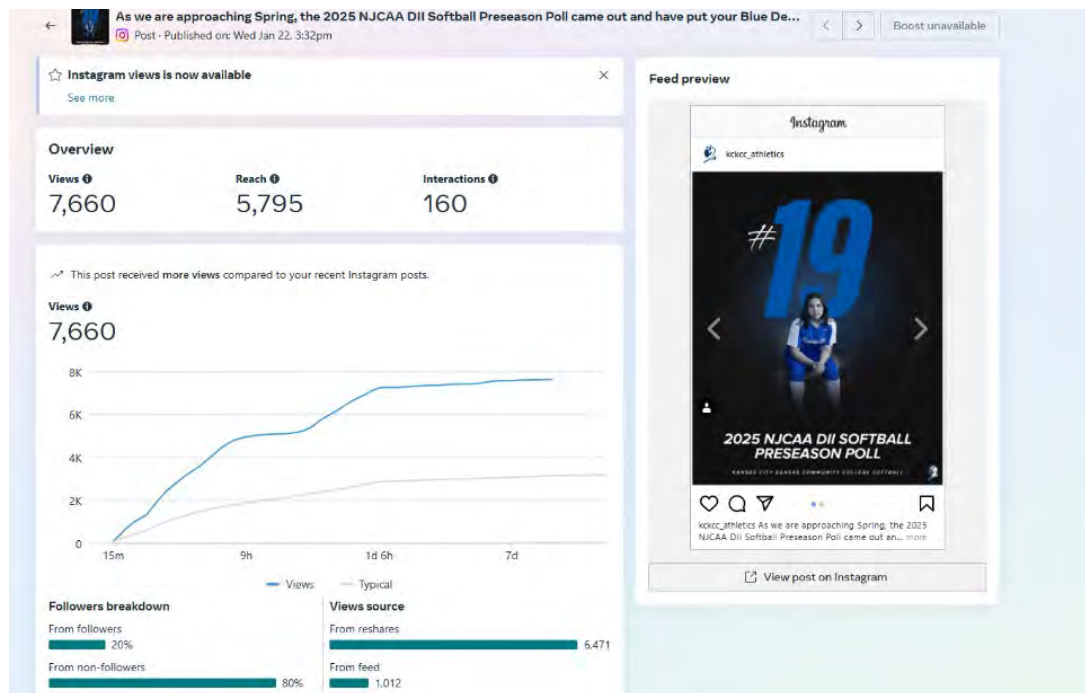 As we are approaching Spring, the 2025 NJCAA DII Softball Preseason Poll came out and have put your Blue De...
Post · Published on: Wed Jan 22, 3:32pm
Boost unavailable
Instagram views is now available
See more
Overview
Views
Reach
Interactions
7,660
5,795
160
This post received more views compared to your recent Instagram posts.
Views
7,660
8K
6K
4K
2K
0
15m
9h
1d 6h
7d
Views
Typical
Followers breakdown
From followers
20%
From non-followers
80%
Views source
From reshares
6,471
From feed
1,012
Feed preview
Instagram
kckcc_athletics
#19
2025 NJCAA DII SOFTBALL
PRESEASON POLL
KANSAS CITY KANSAS COMMUNITY COLLEGE SOFTBALL
kckcc_athletics As we are approaching Spring, the 2025
NJCAA DII Softball Preseason Poll came out an... more
View post on Instagram